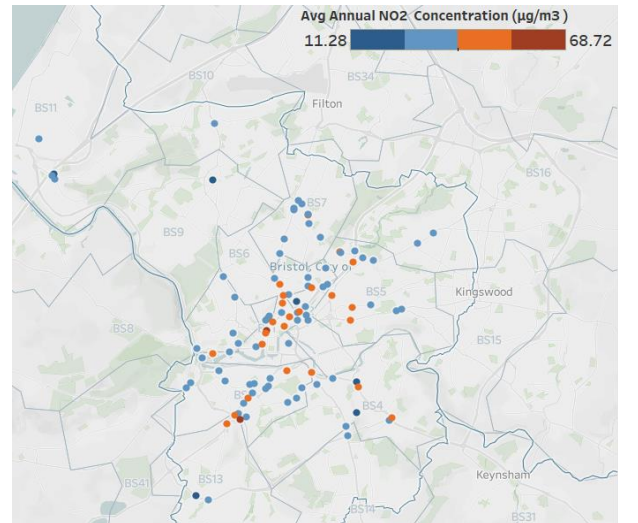 Avg Annual NO2 Concentration (µg/m3 )
11.28
68.72
BS10
BS34
BS11
Filton
BS16
BS7
BS9
BS6
Bristol, City of
BS5
Kingswood
BS8
BS15
BS4
Keynsham
BS13
BS41
BS14
BS31